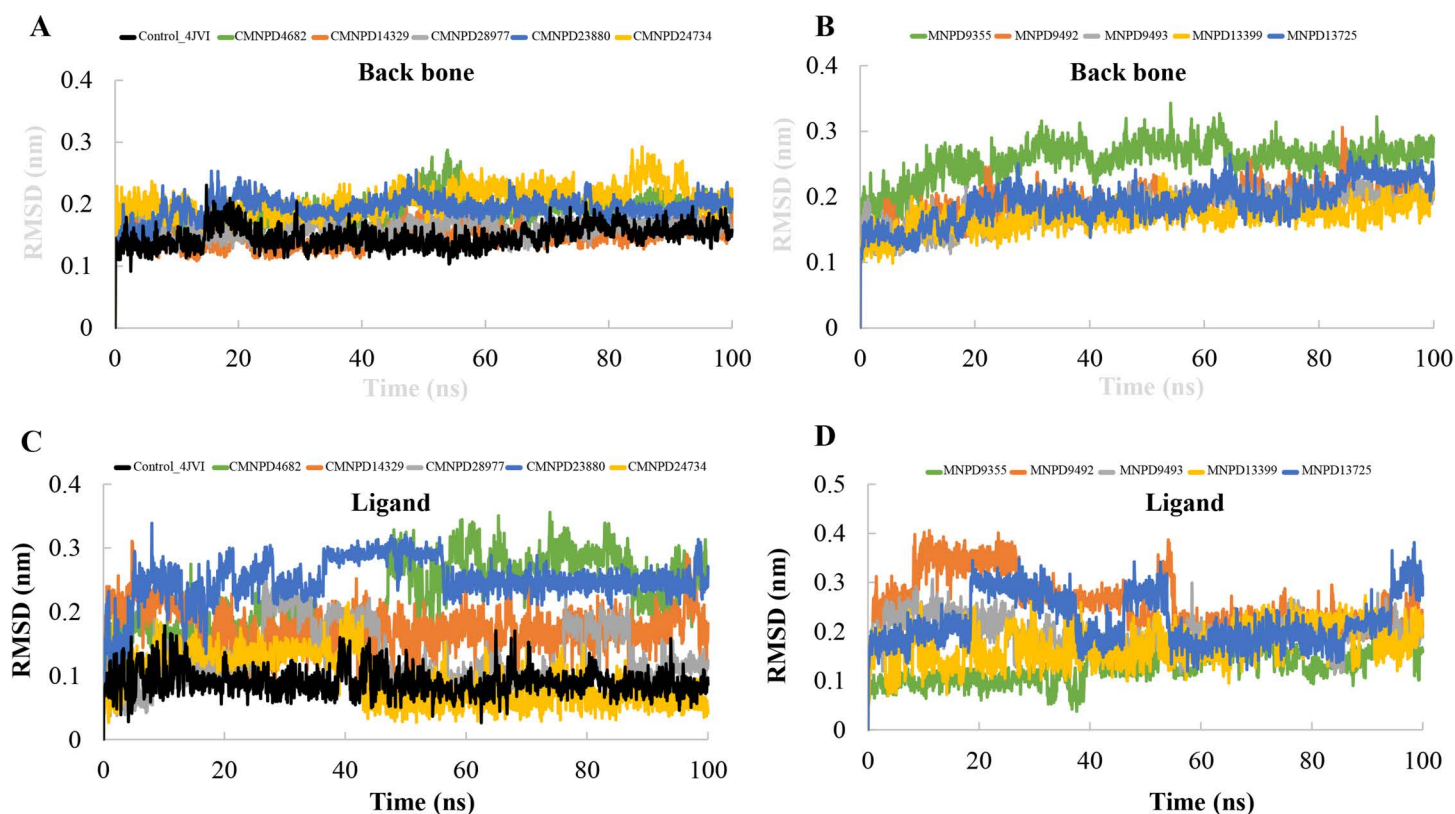 A
Control_4JVI CMNPD4682 CMNPD14329 CMNPD28977 CMNPD23880 CMNPD24734
Back bone
RMSD (nm)
0.4
0.3
0.2
0.1
0
0 20 40 60 80 100
Time (ns)
B
MNPD9355 MNPD9492 MNPD9493 MNPD13399 MNPD13725
Back bone
RMSD (nm)
0.4
0.3
0.2
0.1
0
0 20 40 60 80 100
Time (ns)
C
Control_4JVI CMNPD4682 CMNPD14329 CMNPD28977 CMNPD23880 CMNPD24734
Ligand
RMSD (nm)
0.4
0.3
0.2
0.1
0
0 20 40 60 80 100
Time (ns)
D
MNPD9355 MNPD9492 MNPD9493 MNPD13399 MNPD13725
Ligand
RMSD (nm)
0.5
0.4
0.3
0.2
0.1
0
0 20 40 60 80 100
Time (ns)